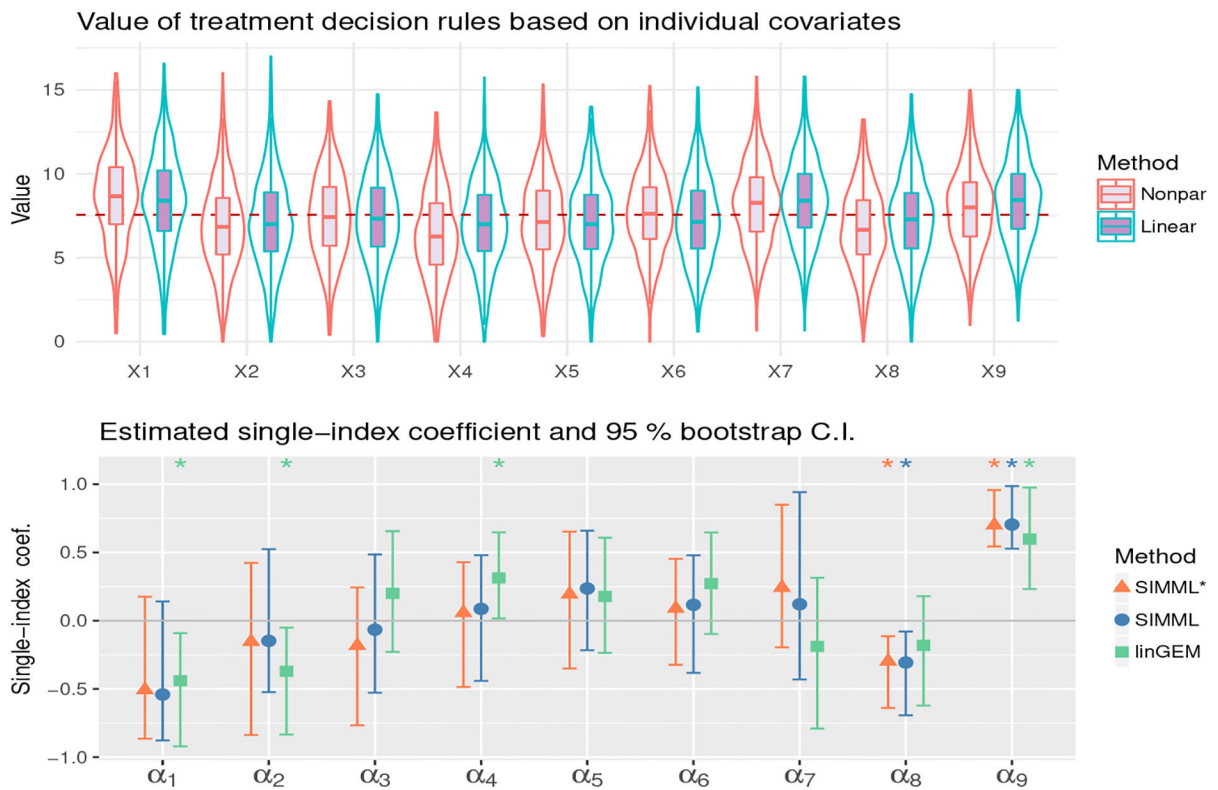 Value of treatment decision rules based on individual covariates
Value
15
10
5
0
X1 X2 X3 X4 X5 X6 X7 X8 X9
Method
Nonpar
Linear
Estimated single−index coefficient and 95 % bootstrap C.I.
Single−index coef.
* * * * * * * *
1.0
0.5
0.0
−0.5
−1.0
α1 α2 α3 α4 α5 α6 α7 α8 α9
Method
SIMML*
SIMML
linGEM